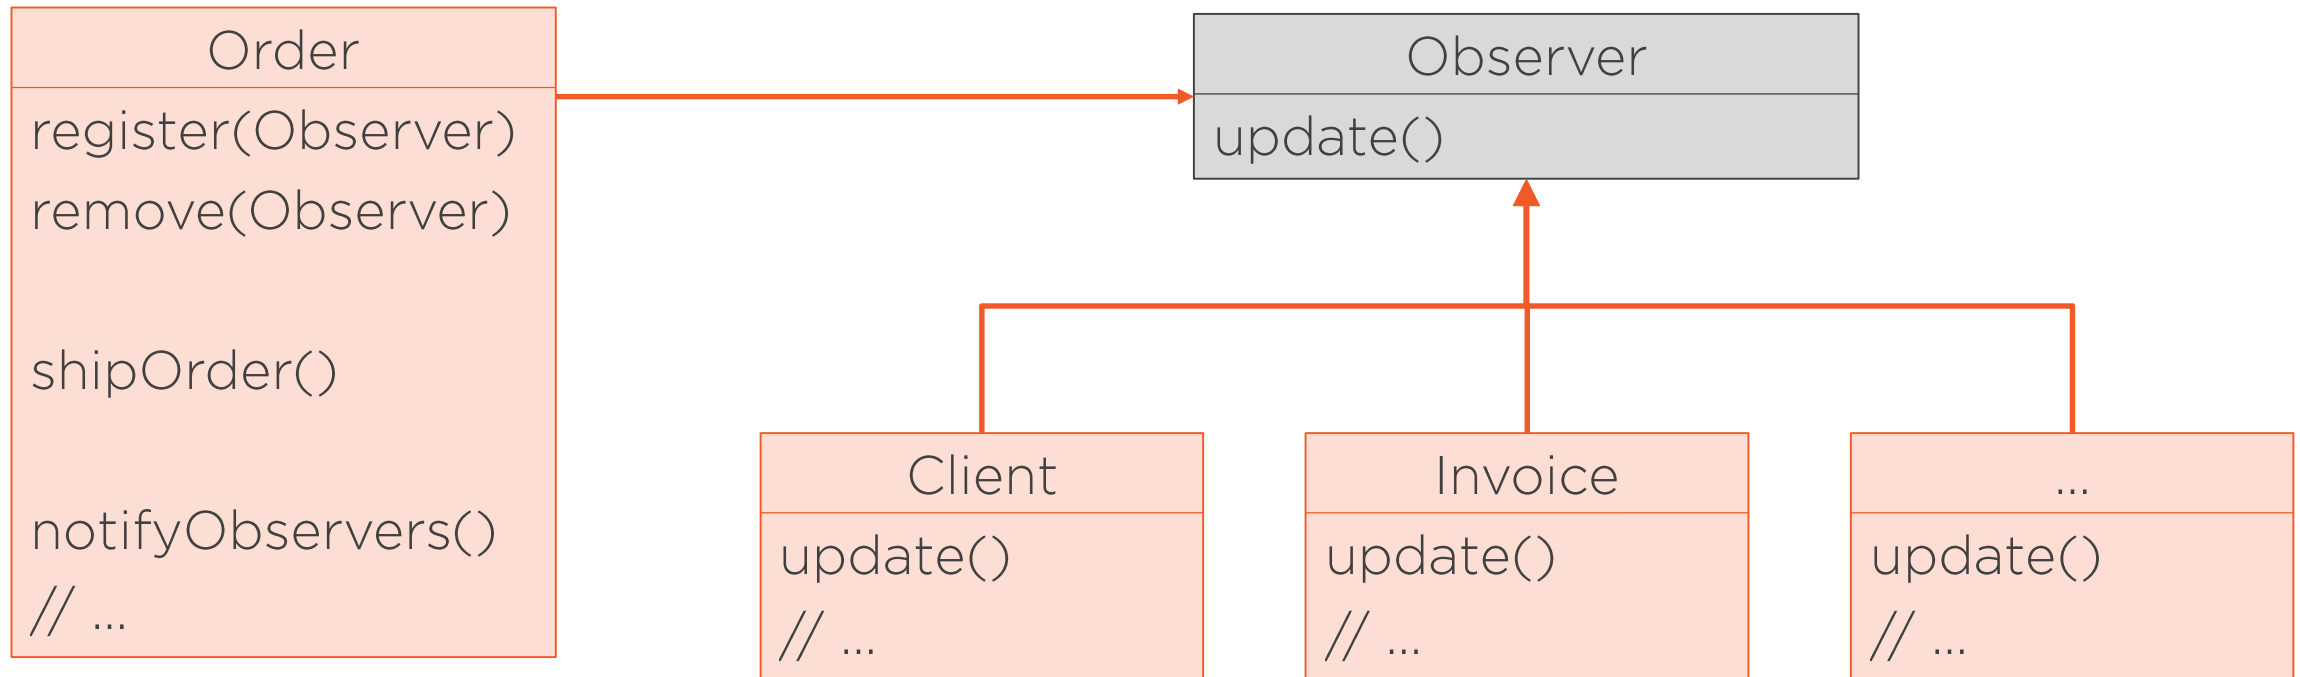 Order
register(Observer)
remove(Observer)
shipOrder()
notifyObservers()
// ...
Observer
update()
Client
update()
// ...
Invoice
update()
// ...
...
update()
// ...